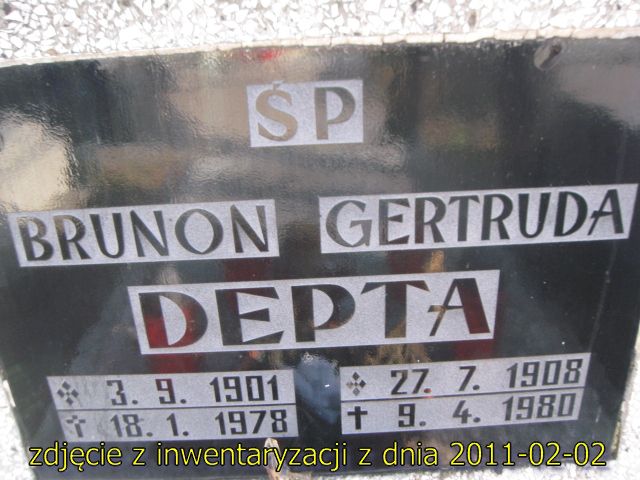 ŚP
BRUNON GERTRUDA
DEPTA
3. 9. 1901 27. 7. 1908
† 18. 1. 1978 † 9. 4. 1980
zdjęcie z inwentaryzacji z dnia 2011-02-02